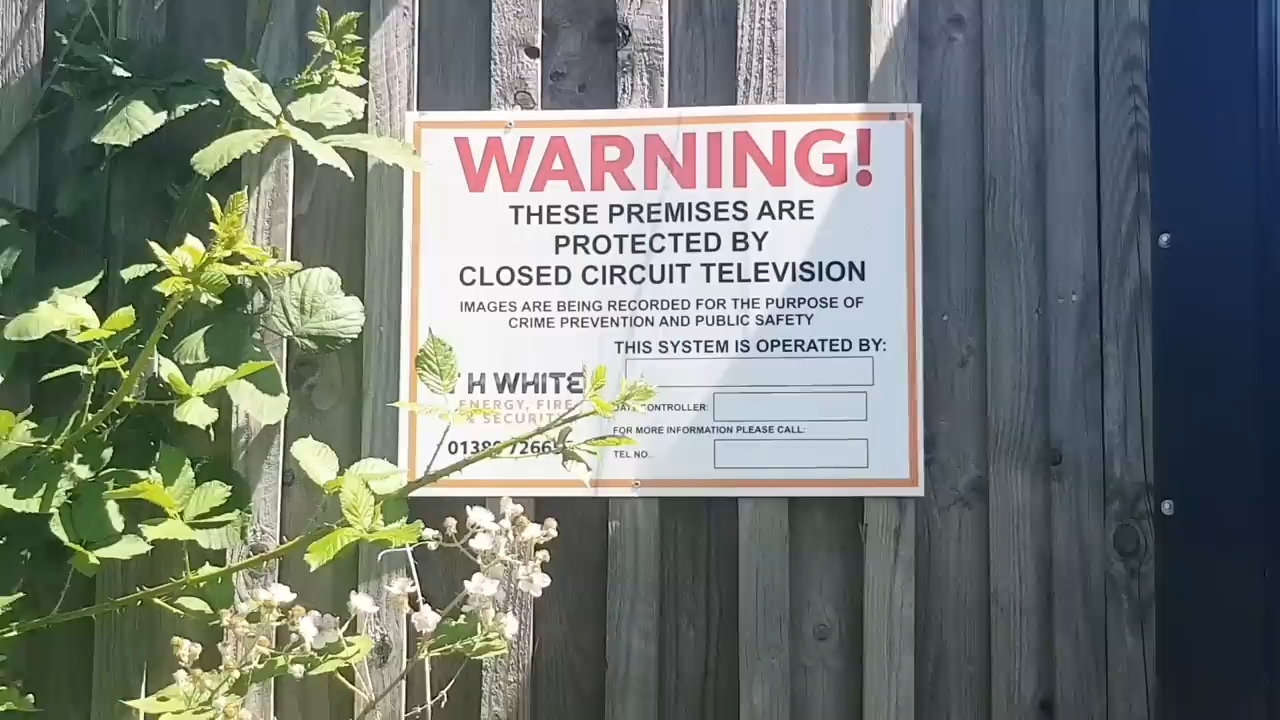 WARNING!
THESE PREMISES ARE
PROTECTED BY
CLOSED CIRCUIT TELEVISION
IMAGES ARE BEING RECORDED FOR THE PURPOSE OF
CRIME PREVENTION AND PUBLIC SAFETY
THIS SYSTEM IS OPERATED BY:
H WHITE
ENERGY, FIRE
& SECURITY
CONTROLLER:
FOR MORE INFORMATION PLEASE CALL:
TEL NO.